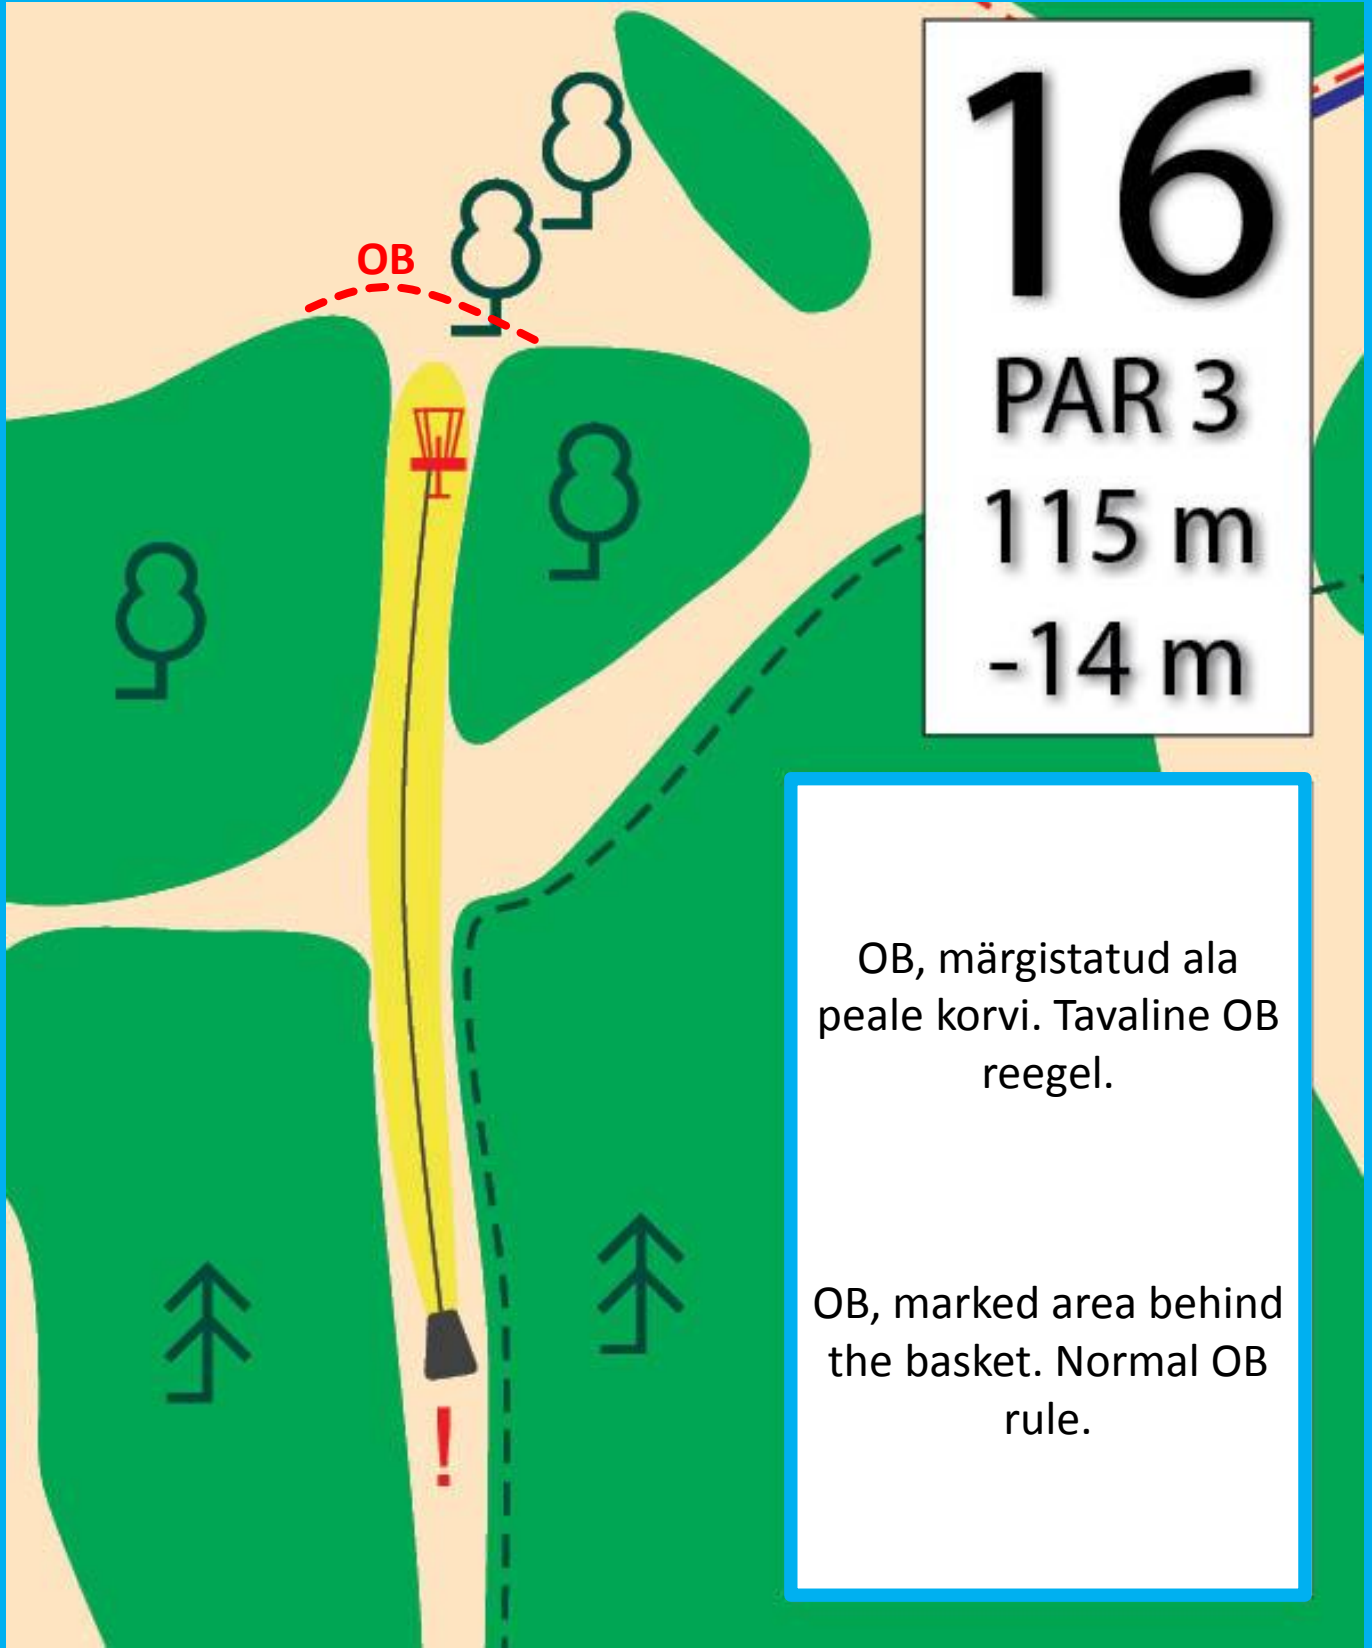 16
PAR 3
115 m
-14 m
OB
!
OB, märgistatud ala
peale korvi. Tavaline OB
reegel.
OB, marked area behind
the basket. Normal OB
rule.